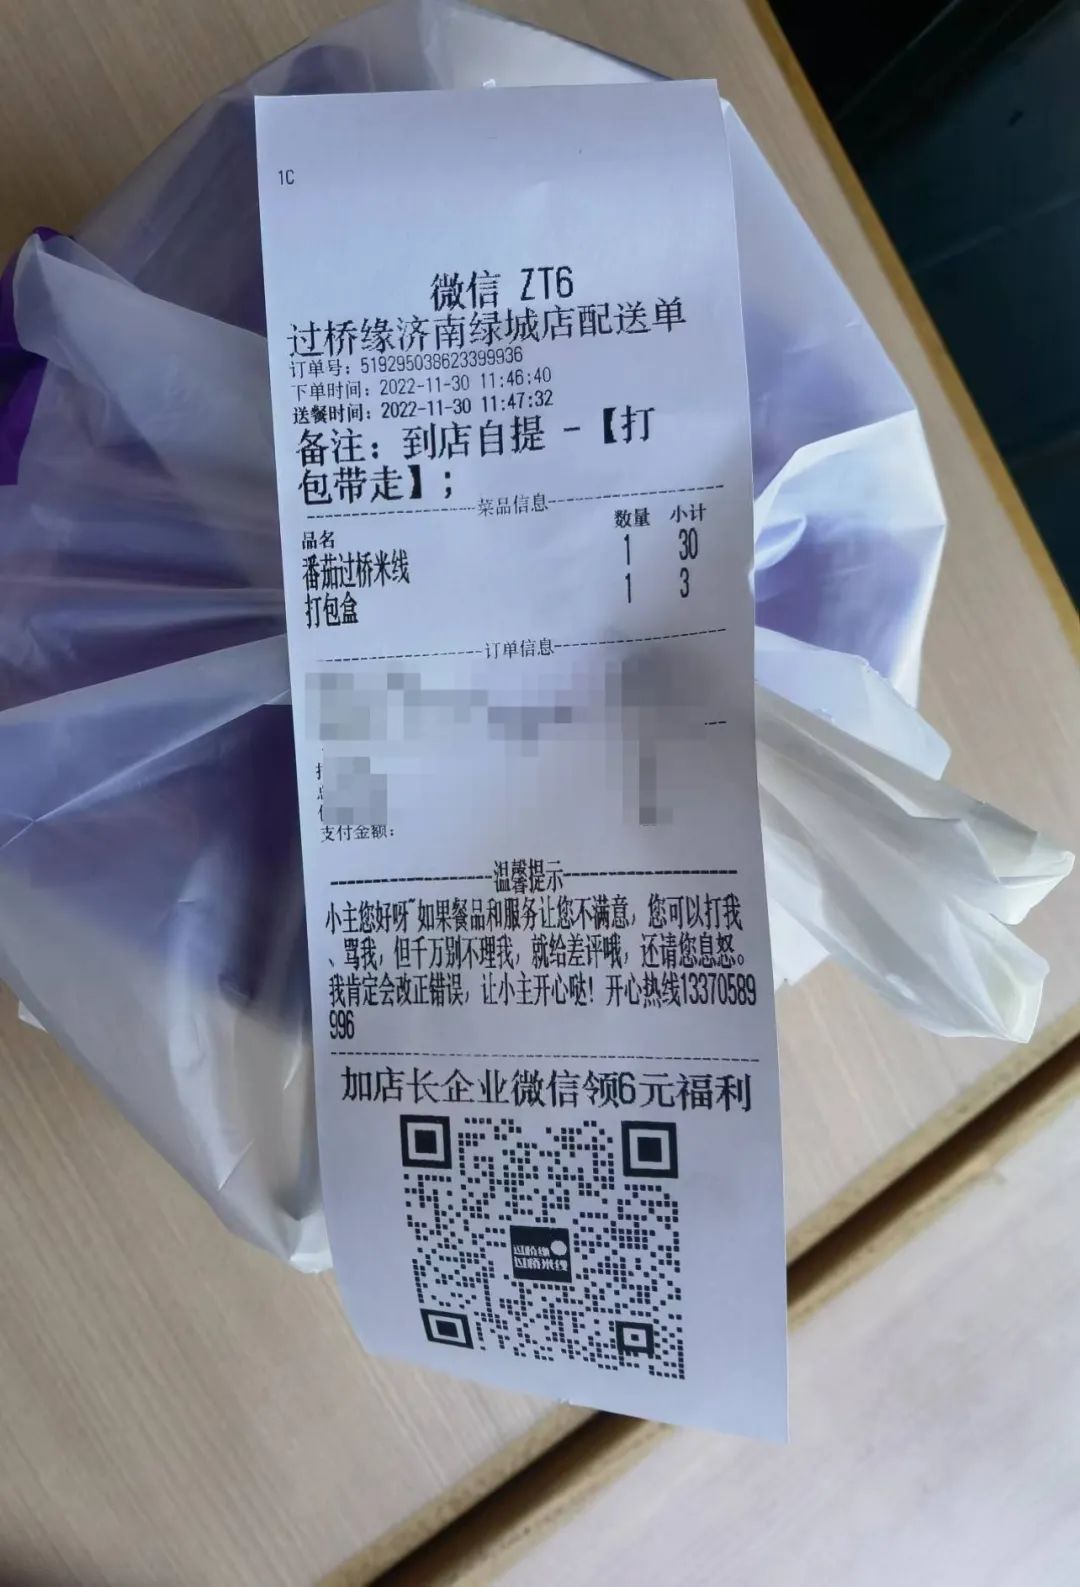 1C
微信 ZT6
过桥缘济南绿城店配送单
订单号：519295038623399936
下单时间：2022-11-30 11:46:40
送餐时间：2022-11-30 11:47:32
备注：到店自提 -【打
包带走】;
菜品信息
品名 数量 小计
番茄过桥米线 1 30
打包盒 1 3
订单信息
支付金额：
温馨提示
小主您好呀~如果餐品和服务让您不满意，您可以打我
、骂我，但千万别不理我，就给差评哦，还请您息怒。
我肯定会改正错误，让小主开心哒！开心热线13370589
996
加店长企业微信领6元福利
过桥缘
过桥米线